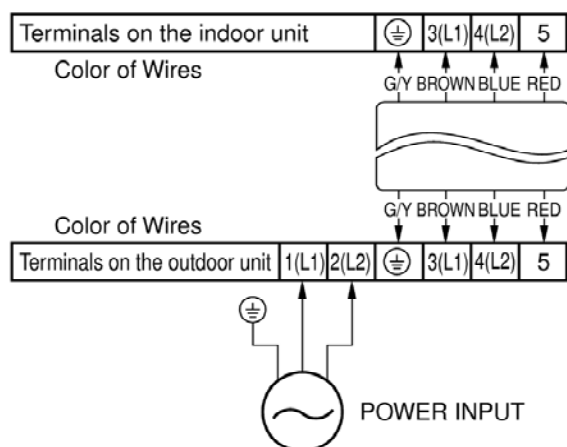 Terminals on the indoor unit 3(L1) 4(L2) 5
Color of Wires
G/Y BROWN BLUE RED
G/Y BROWN BLUE RED
Color of Wires
Terminals on the outdoor unit 1(L1) 2(L2) 3(L1) 4(L2) 5
POWER INPUT